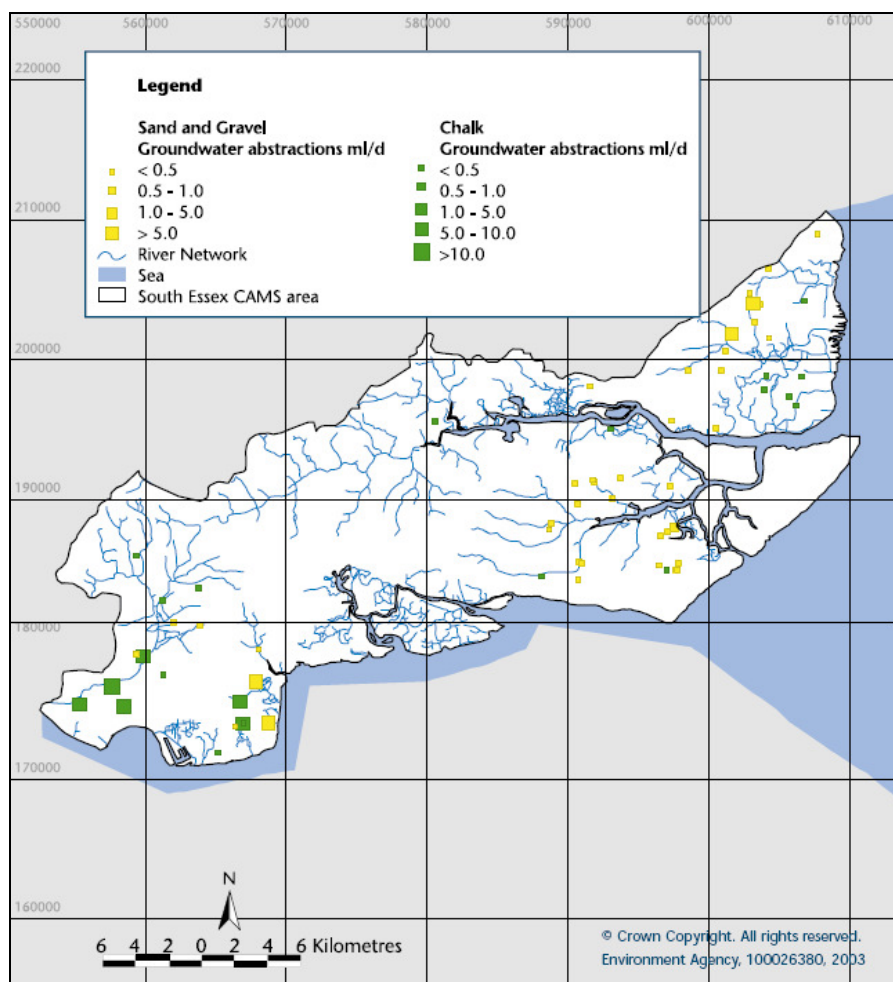 550000 560000 570000 580000 590000 600000 610000
220000
Legend
Sand and Gravel
Groundwater abstractions ml/d
< 0.5
0.5 - 1.0
1.0 - 5.0
> 5.0
River Network
Sea
South Essex CAMS area
Chalk
Groundwater abstractions ml/d
< 0.5
0.5 - 1.0
1.0 - 5.0
5.0 - 10.0
>10.0
210000
200000
190000
180000
170000
160000
N
6 4 2 0 2 4 6 Kilometres
© Crown Copyright. All rights reserved.
Environment Agency, 100026380, 2003